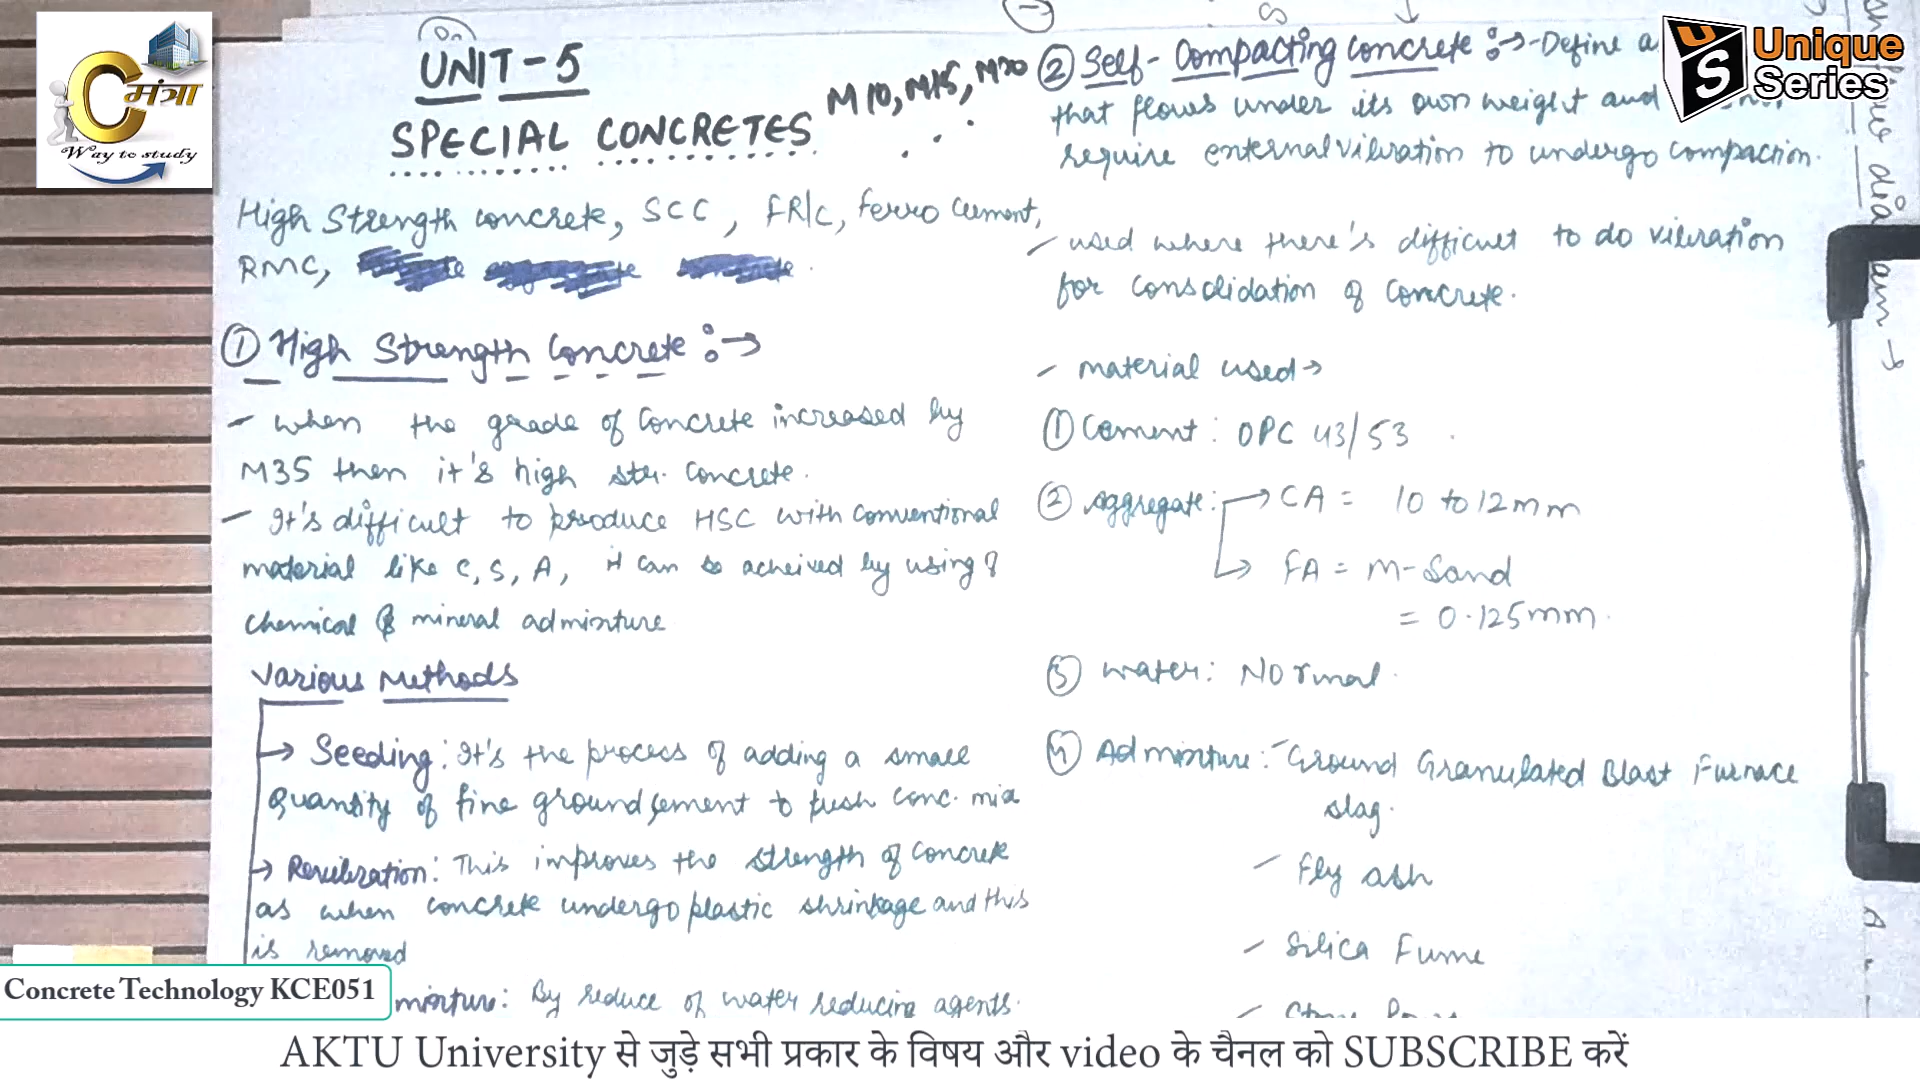 C मंत्रा
Way to study
Unique
Series
US
UNIT-5
SPECIAL CONCRETES
M10, M15, M20
High Strength concrete, SCC, FR/C, ferro cement,
RMC,
① High Strength Concrete :→
- when the grade of Concrete increased by
M35 then it's high str. Concrete.
- It's difficult to produce HSC with conventional
material like C, S, A, it can be acheived by using
chemical & mineral admixture
Various Methods
→ Seeding: It's the process of adding a small
quantity of fine ground cement to fresh conc. mix
→ Revibration: This improves the strength of concrete
as when concrete undergo plastic shrinkage and this
is removed
mixture: By reduce of water reducing agents.
② Self-Compacting concrete :→ Define a
that flows under its own weight and
require external vibration to undergo compaction.
- used where there's difficult to do vibration
for consolidation of concrete.
- material used →
① Cement: OPC 43/53
② Aggregate: → CA = 10 to 12mm
→ FA = M-Sand
= 0.125mm.
③ water: Normal.
④ Admixture: - Ground Granulated Blast Furnace
slag.
- Fly ash
- Silica Fume
Concrete Technology KCE051
AKTU University से जुड़े सभी प्रकार के विषय और video के चैनल को SUBSCRIBE करें